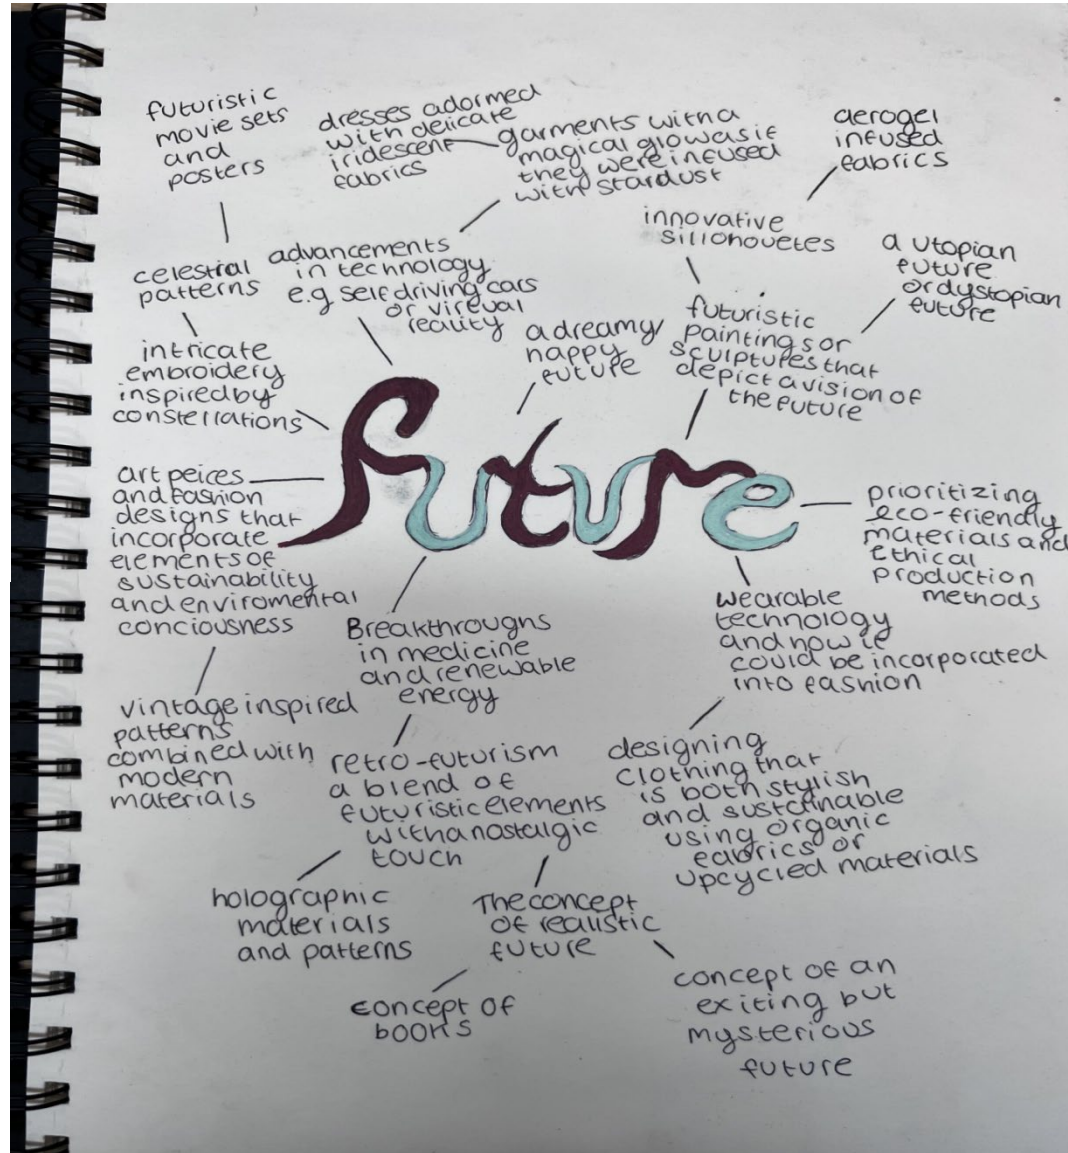 futuristic
movie sets
and
posters
dresses adormed
with delicate
iridescent
fabrics
garments with a
magical glow as if
they were infused
with stardust
aerogel
infused
fabrics
innovative
sillohouetes
a utopian
future
or dystopian
future
celestral
patterns
advancements
in technology
e.g self driving cars
or vireual
reality
a dreamy
happy
future
futuristic
paintings or
sculptures that
depict a vision of
the future
intricate
embroidery
inspired by
constellations
future
art peices
and fashion
designs that
incorporate
elements of
sustainability
and enviromental
conciousness
prioritizing
eco-friendly
materials and
ethical
production
methods
Breakthroughs
in medicine
and renewable
energy
Wearable
technology
and how it
could be incorporated
into fashion
vintage inspired
patterns
combined with
modern
materials
retro-futurism
a blend of
futuristic elements
with a nostalgic
touch
designing
clothing that
is both stylish
and sustainable
using organic
fabrics or
upcycled materials
holographic
materials
and patterns
The concept
of realistic
future
concept of
books
concept of an
exiting but
mysterious
future